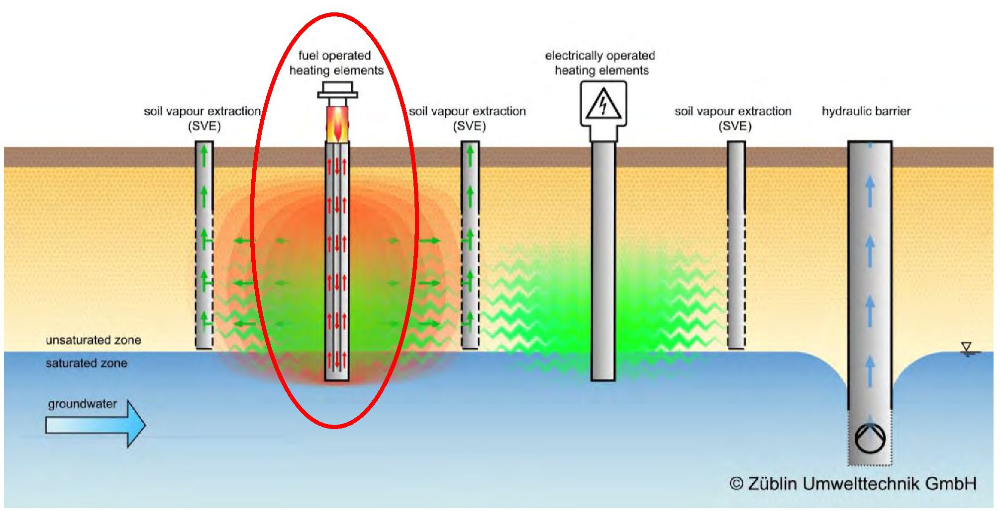 fuel operated
heating elements
electrically operated
heating elements
soil vapour extraction
(SVE)
soil vapour extraction
(SVE)
soil vapour extraction
(SVE)
hydraulic barrier
unsaturated zone
saturated zone
groundwater
© Züblin Umwelttechnik GmbH